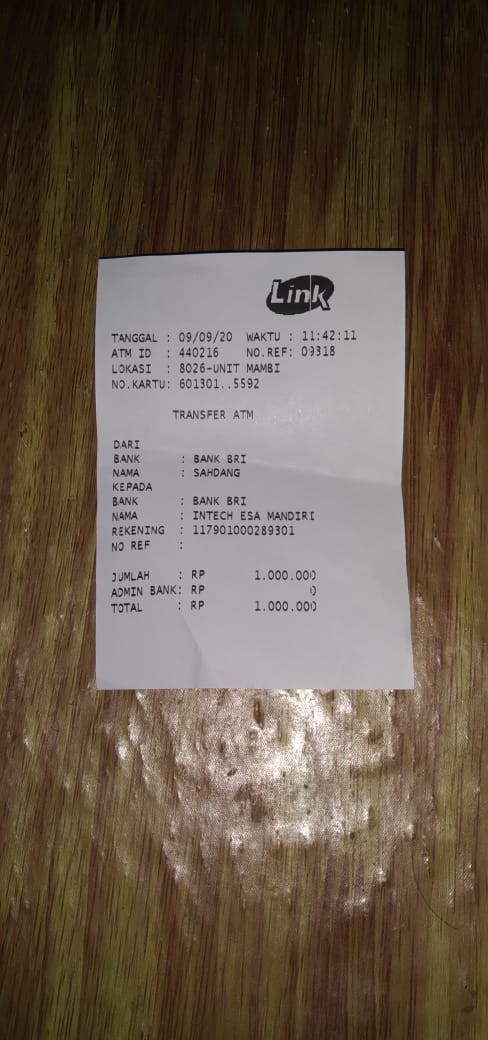 Link
TANGGAL : 09/09/20 WAKTU : 11:42:11
ATM ID : 440216 NO.REF: 09318
LOKASI : 8026-UNIT MAMBI
NO.KARTU: 601301..5592
TRANSFER ATM
DARI
BANK : BANK BRI
NAMA : SAHDANG
KEPADA
BANK : BANK BRI
NAMA : INTECH ESA MANDIRI
REKENING : 117901000289301
NO REF :
JUMLAH : RP 1.000.000
ADMIN BANK: RP 0
TOTAL : RP 1.000.000